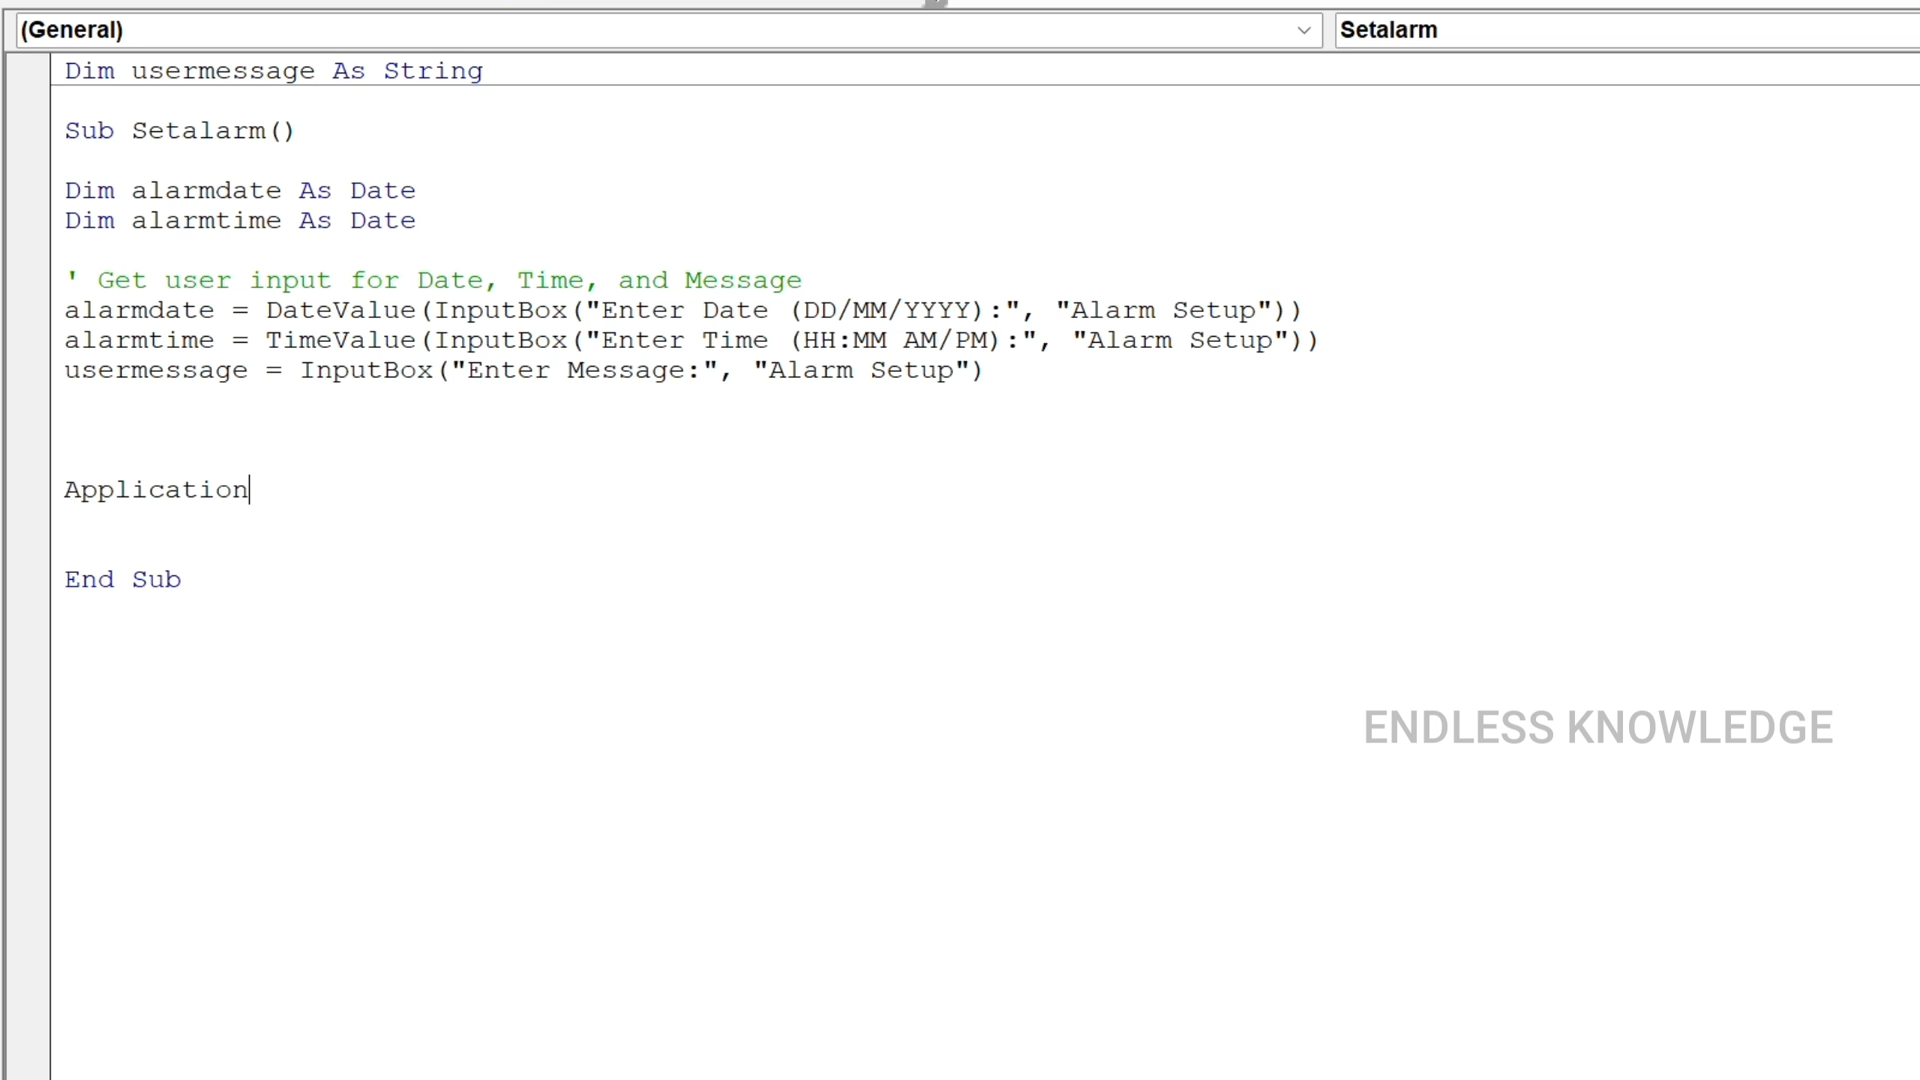 (General)
Setalarm
Dim usermessage As String
Sub Setalarm()
Dim alarmdate As Date
Dim alarmtime As Date
' Get user input for Date, Time, and Message
alarmdate = DateValue(InputBox("Enter Date (DD/MM/YYYY):", "Alarm Setup"))
alarmtime = TimeValue(InputBox("Enter Time (HH:MM AM/PM):", "Alarm Setup"))
usermessage = InputBox("Enter Message:", "Alarm Setup")
Application
End Sub
ENDLESS KNOWLEDGE